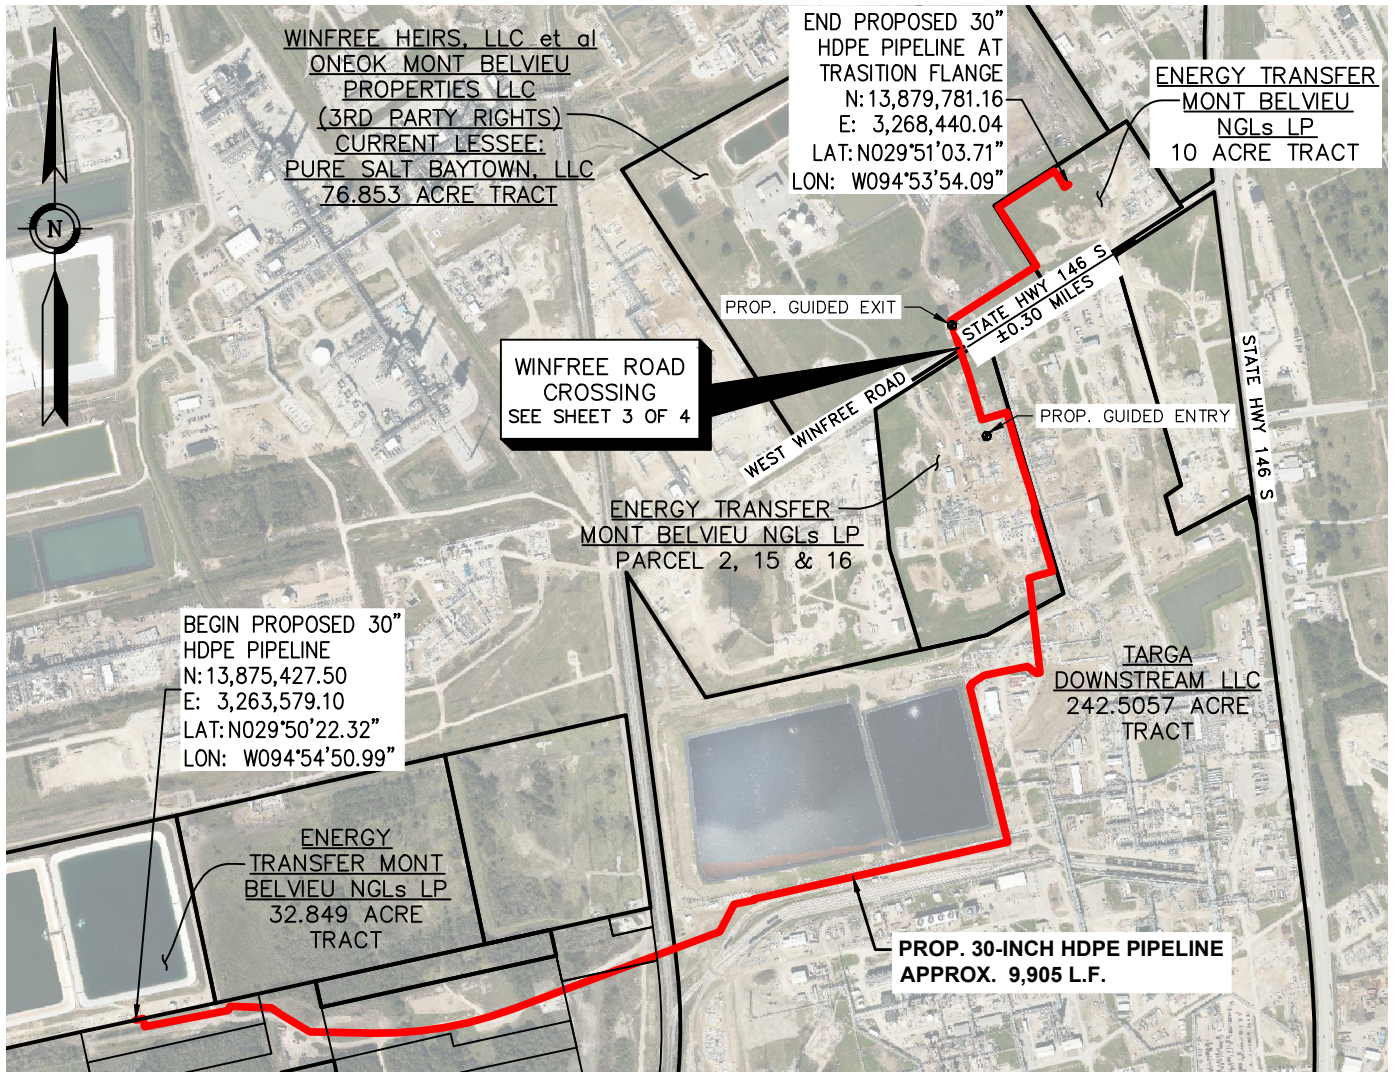 WINFREE HEIRS, LLC et al
ONEOK MONT BELVIEU
PROPERTIES LLC
(3RD PARTY RIGHTS)
CURRENT LESSEE:
PURE SALT BAYTOWN, LLC
76.853 ACRE TRACT
END PROPOSED 30"
HDPE PIPELINE AT
TRASITION FLANGE
N:13,879,781.16
E: 3,268,440.04
LAT:N029°51'03.71"
LON: W094°53'54.09"
ENERGY TRANSFER
MONT BELVIEU
NGLs LP
10 ACRE TRACT
N
PROP. GUIDED EXIT
STATE HWY 146 S
±0.30 MILES
WINFREE ROAD
CROSSING
SEE SHEET 3 OF 4
WEST WINFREE ROAD
PROP. GUIDED ENTRY
STATE HWY 146 S
ENERGY TRANSFER
MONT BELVIEU NGLs LP
PARCEL 2, 15 & 16
BEGIN PROPOSED 30"
HDPE PIPELINE
N:13,875,427.50
E: 3,263,579.10
LAT:N029°50'22.32"
LON: W094°54'50.99"
TARGA
DOWNSTREAM LLC
242.5057 ACRE
TRACT
ENERGY
TRANSFER MONT
BELVIEU NGLs LP
32.849 ACRE
TRACT
PROP. 30-INCH HDPE PIPELINE
APPROX. 9,905 L.F.